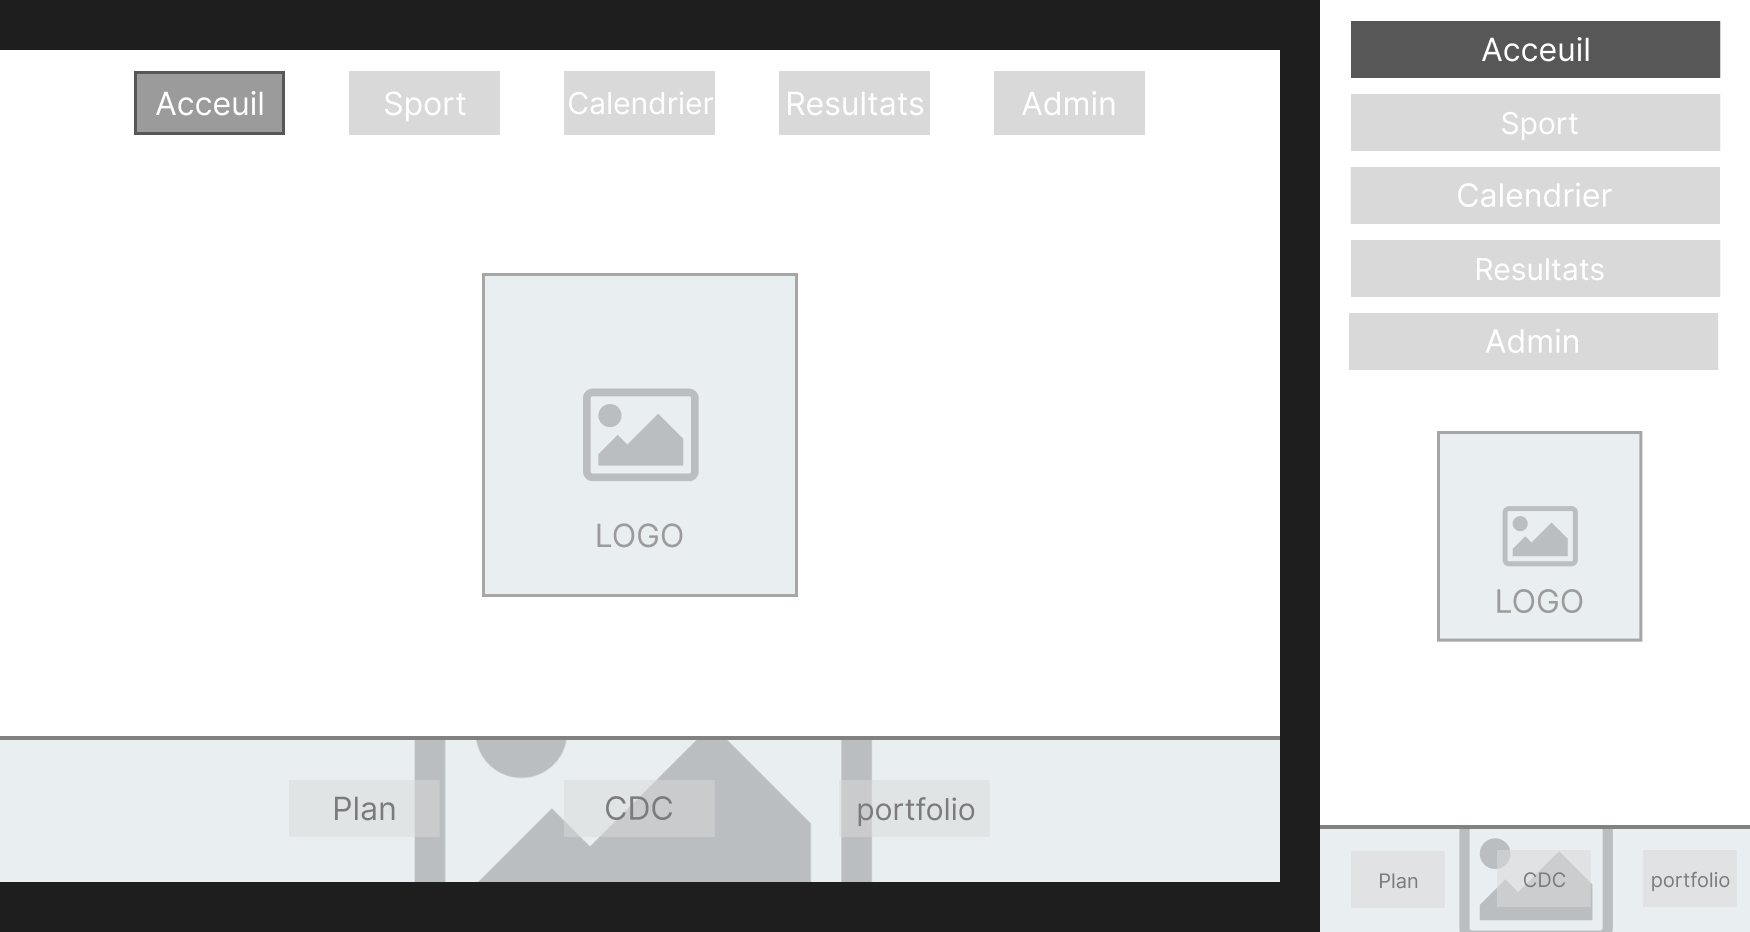 Acceuil
Sport
Calendrier
Resultats
Admin
LOGO
Plan
CDC
portfolio
Acceuil
Sport
Calendrier
Resultats
Admin
LOGO
Plan
CDC
portfolio